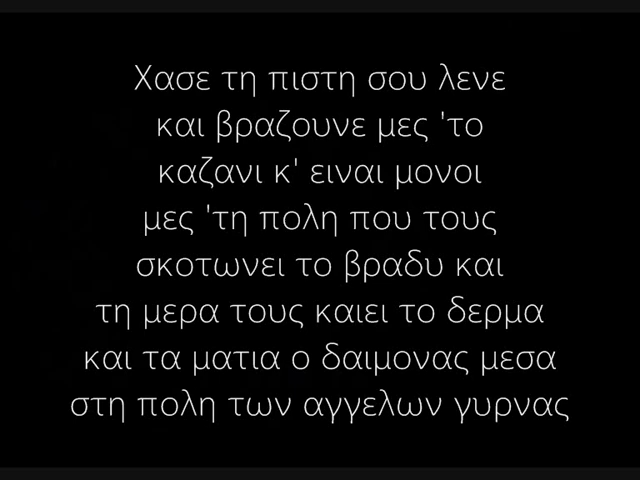 Χασε τη πιστη σου λενε
και βραζουνε μες 'το
καζανι κ' ειναι μονοι
μες 'τη πολη που τους
σκοτωνει το βραδυ και
τη μερα τους καιει το δερμα
και τα ματια ο δαιμονας μεσα
στη πολη των αγγελων γυρνας